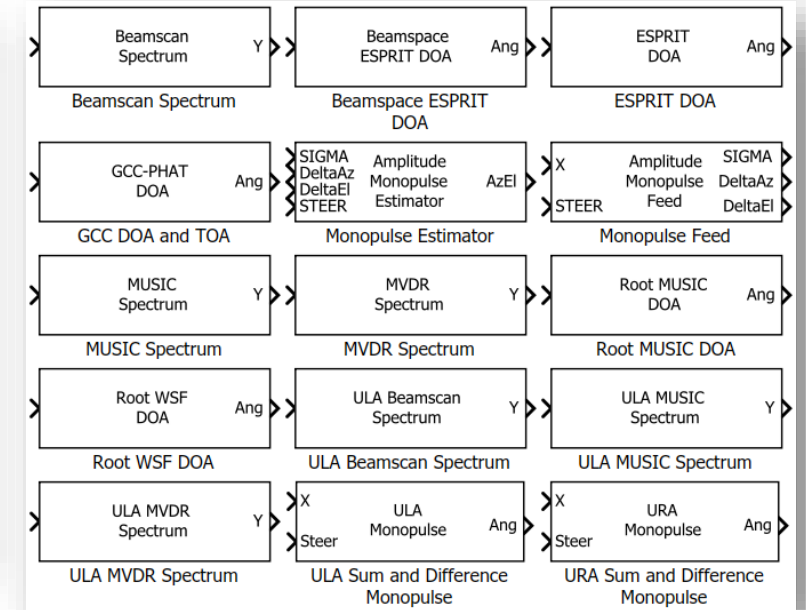 Beamscan
Spectrum
Y
Beamscan Spectrum
Beamspace
ESPRIT DOA
Ang
Beamspace ESPRIT
DOA
ESPRIT
DOA
Ang
ESPRIT DOA
GCC-PHAT
DOA
Ang
GCC DOA and TOA
SIGMA
DeltaAz
DeltaEl
STEER
Amplitude
Monopulse
Estimator
AzEl
Monopulse Estimator
X
STEER
Amplitude
Monopulse
Feed
SIGMA
DeltaAz
DeltaEl
Monopulse Feed
MUSIC
Spectrum
Y
MUSIC Spectrum
MVDR
Spectrum
Y
MVDR Spectrum
Root MUSIC
DOA
Ang
Root MUSIC DOA
Root WSF
DOA
Ang
Root WSF DOA
ULA Beamscan
Spectrum
Y
ULA Beamscan Spectrum
ULA MUSIC
Spectrum
Y
ULA MUSIC Spectrum
ULA MVDR
Spectrum
Y
ULA MVDR Spectrum
X
Steer
ULA
Monopulse
Ang
ULA Sum and Difference
Monopulse
X
Steer
URA
Monopulse
Ang
URA Sum and Difference
Monopulse